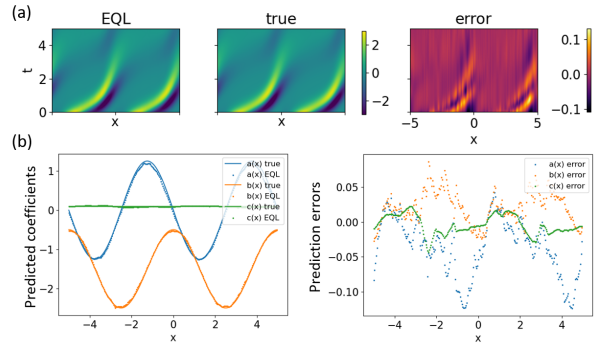 (a)
EQL
true
error
t
4
2
0
x
x
−5
0
5
x
2
0
−2
0.1
0.0
−0.1
(b)
Predicted coefficients
1
0
−1
−2
−4
−2
0
2
4
x
a(x) true
a(x) EQL
b(x) true
b(x) EQL
c(x) true
c(x) EQL
Prediction errors
0.05
0.00
−0.05
−0.10
−4
−2
0
2
4
x
a(x) error
b(x) error
c(x) error